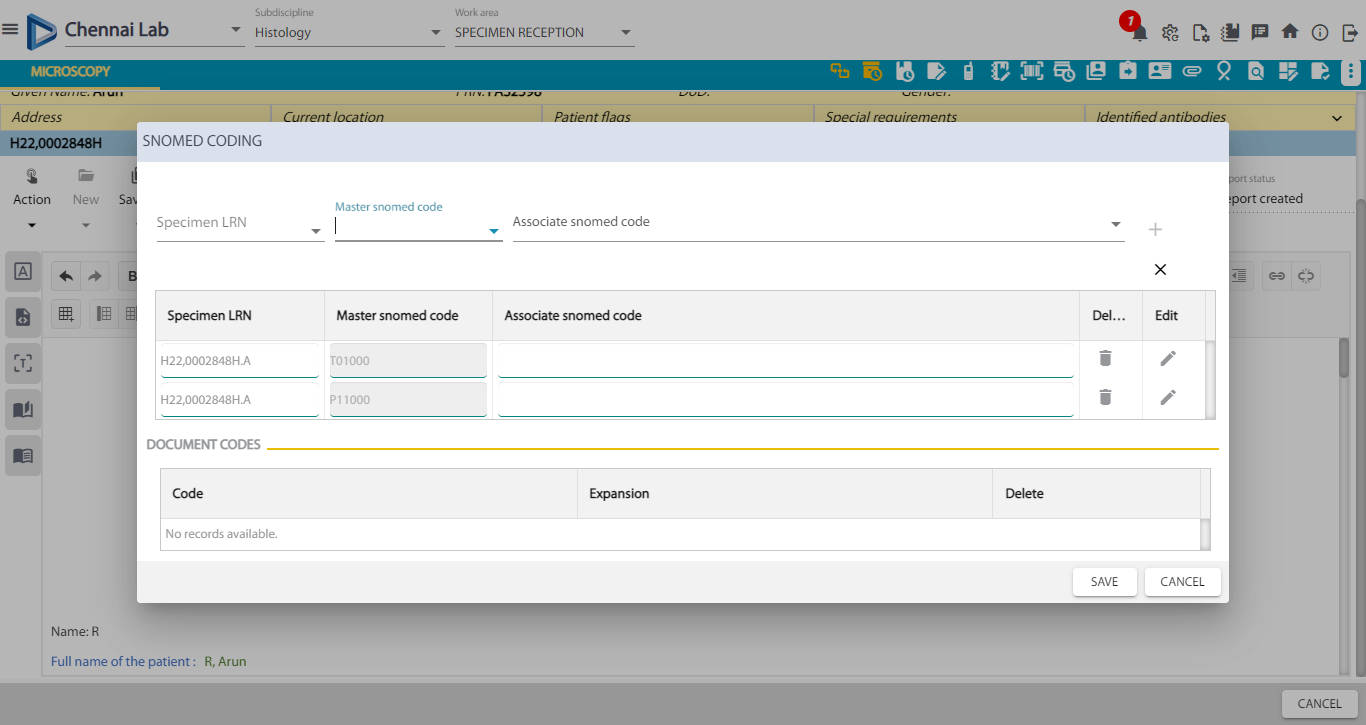 Chennai Lab
Subdiscipline
Histology
Work area
SPECIMEN RECEPTION
1
MICROSCOPY
Given Name: Arun
PRN: PA32598
DoD:
Gender:
Address
Current location
Patient flags
Special requirements
Identified antibodies
H22,0002848H
SNOMED CODING
Action
New
port status
eport created
Specimen LRN
Master snomed code
Associate snomed code
B
Specimen LRN
Master snomed code
Associate snomed code
Del...
Edit
H22,0002848H.A
T01000
H22,0002848H.A
P11000
DOCUMENT CODES
Code
Expansion
Delete
No records available.
SAVE
CANCEL
Name: R
Full name of the patient : R, Arun
CANCEL